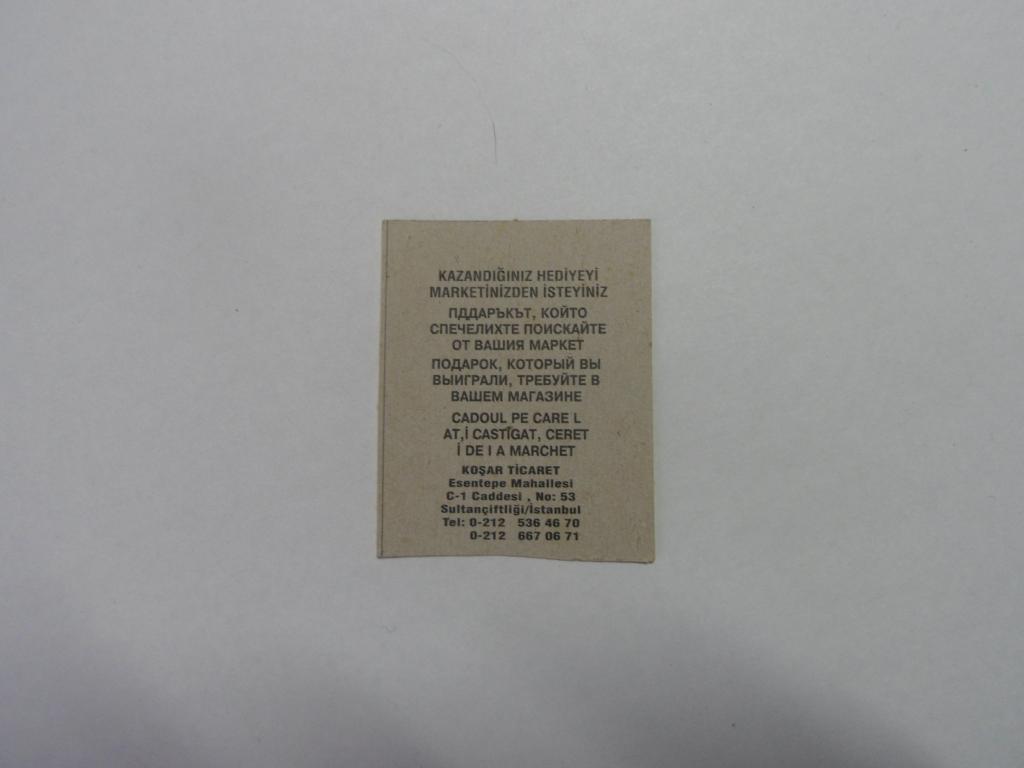 KAZANDIĞINIZ HEDİYEYİ
MARKETİNİZDEN İSTEYİNİZ
ПДДАРЪКЪТ, КОЙТО
СПЕЧЕЛИХТЕ ПОИСКАЙТЕ
ОТ ВАШИЯ МАРКЕТ
ПОДАРОК, КОТОРЫЙ ВЫ
ВЫИГРАЛИ, ТРЕБУЙТЕ В
ВАШЕМ МАГАЗИНЕ
CADOUL PE CARE L
AT,İ CASTİGAT, CERET
İ DE I A MARCHET
KOŞAR TİCARET
Esentepe Mahallesi
C-1 Caddesi , No: 53
Sultançiftliği/İstanbul
Tel: 0-212 536 46 70
0-212 667 06 71